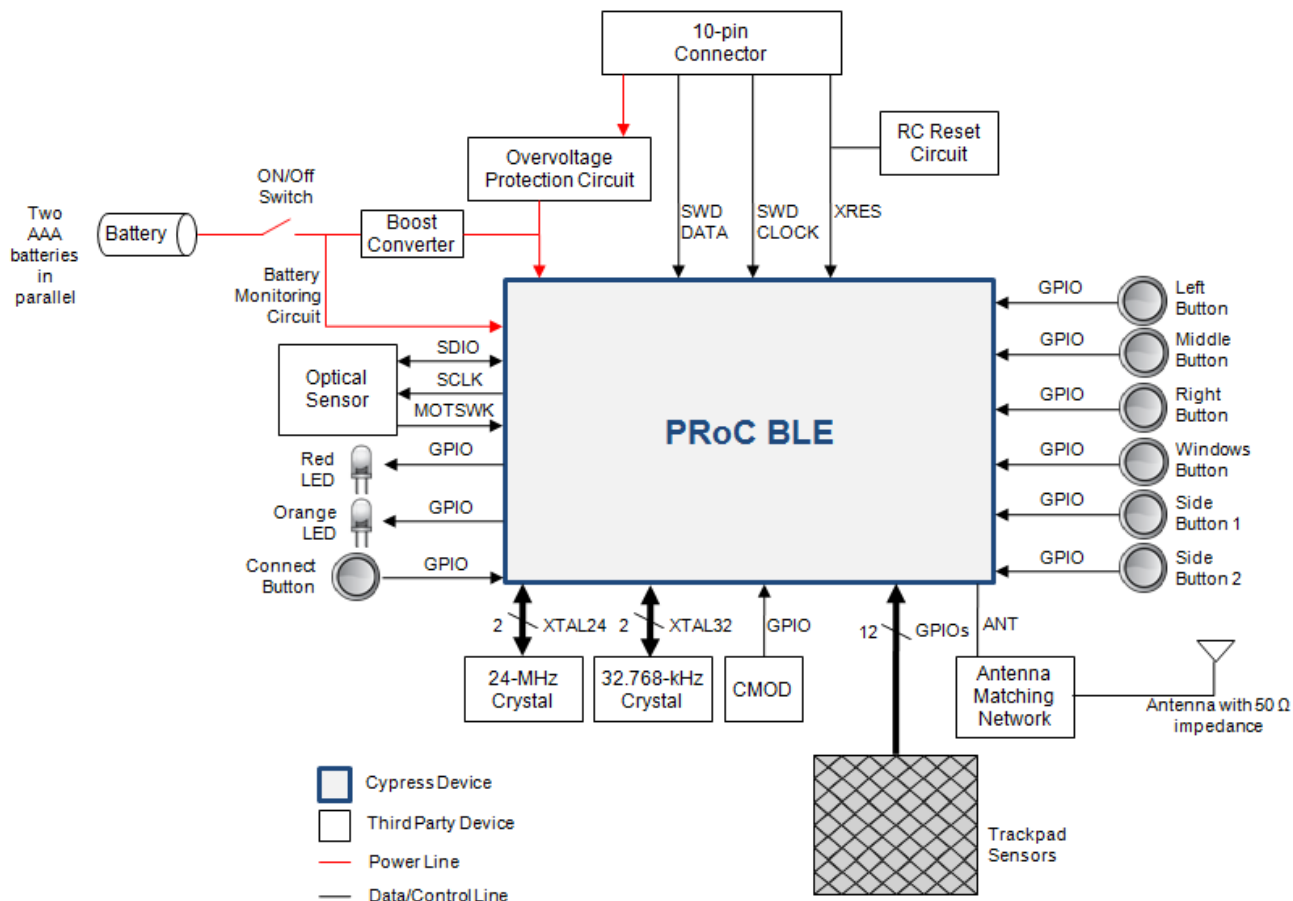 10-pin
Connector
RC Reset
Circuit
Overvoltage
Protection Circuit
ON/Off
Switch
Two
AAA
batteries
in
parallel
Battery
Boost
Converter
SWD
DATA
SWD
CLOCK
XRES
Battery
Monitoring
Circuit
Optical
Sensor
SDIO
SCLK
MOTSWK
Red
LED
GPIO
Orange
LED
GPIO
Connect
Button
GPIO
PRoC BLE
GPIO
Left
Button
GPIO
Middle
Button
GPIO
Right
Button
GPIO
Windows
Button
GPIO
Side
Button 1
GPIO
Side
Button 2
2
XTAL24
2
XTAL32
GPIO
12
GPIOs
ANT
24-MHz
Crystal
32.768-kHz
Crystal
CMOD
Antenna
Matching
Network
Antenna with 50 Ω
impedance
Trackpad
Sensors
Cypress Device
Third Party Device
Power Line
Data/Control Line